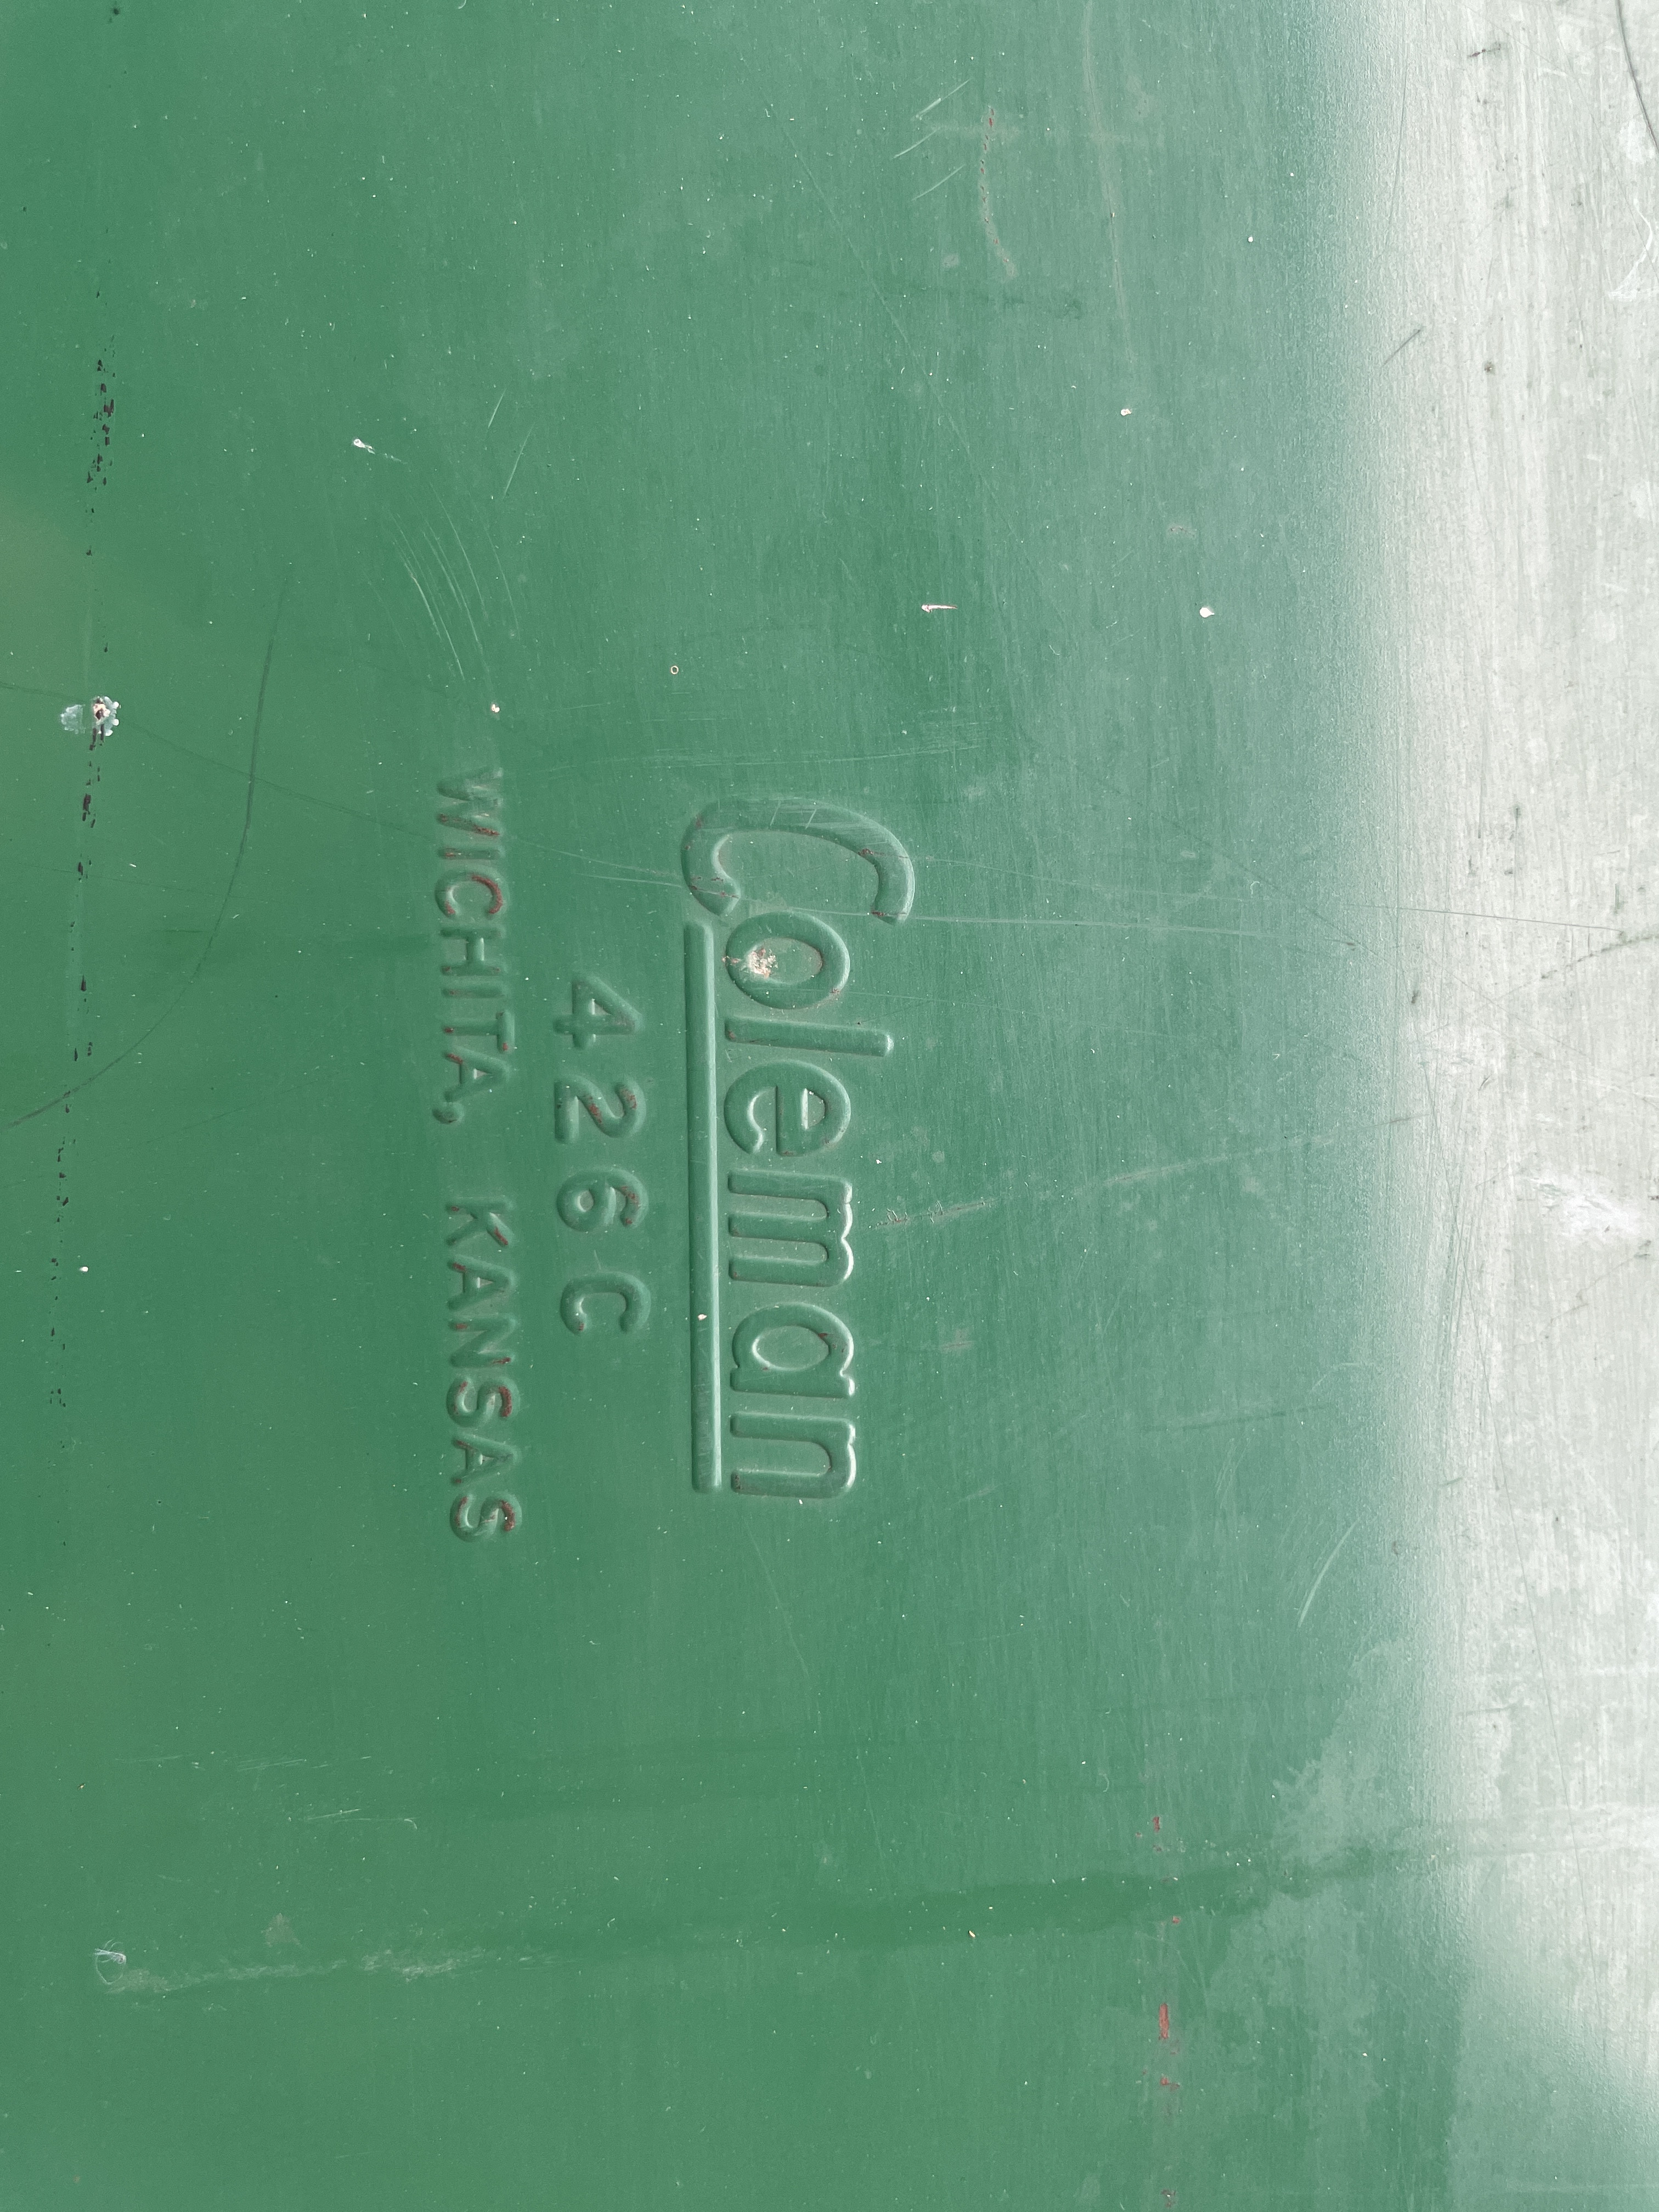 Coleman
426C
WICHITA, KANSAS